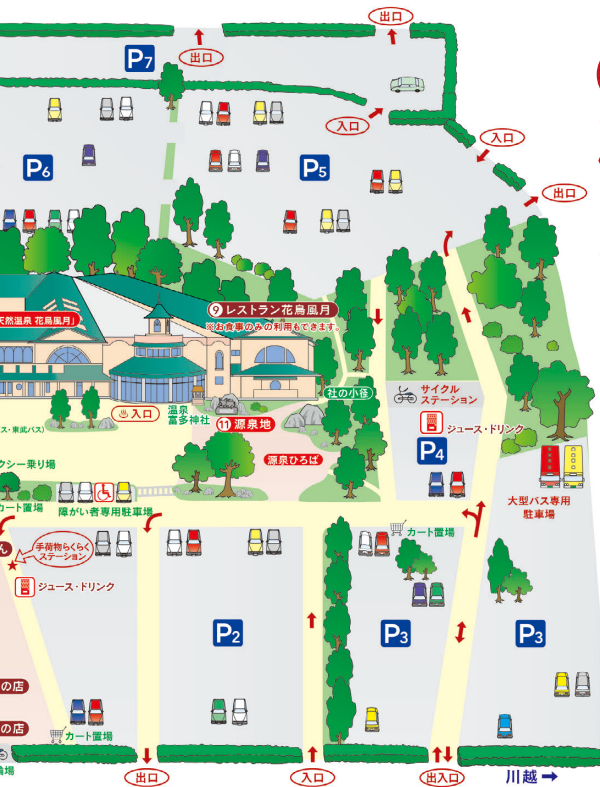 出口
P7
出口
入口
入口
P6
P5
出口
⑨レストラン花鳥風月
※お食事のみの利用もできます。
天然温泉 花鳥風月」
サイクル
ステーション
社の小径
♨入口
温泉
富多神社
⑪ 源泉地
ジュース・ドリンク
ス・東武バス)
P4
源泉ひろば
クシー乗り場
大型バス専用
駐車場
カート置場
障がい者専用駐車場
カート置場
ん
手荷物らくらく
ステーション
ジュース・ドリンク
P2
P3
P3
の店
の店
カート置場
輪場
出口
入口
出入口
川越→